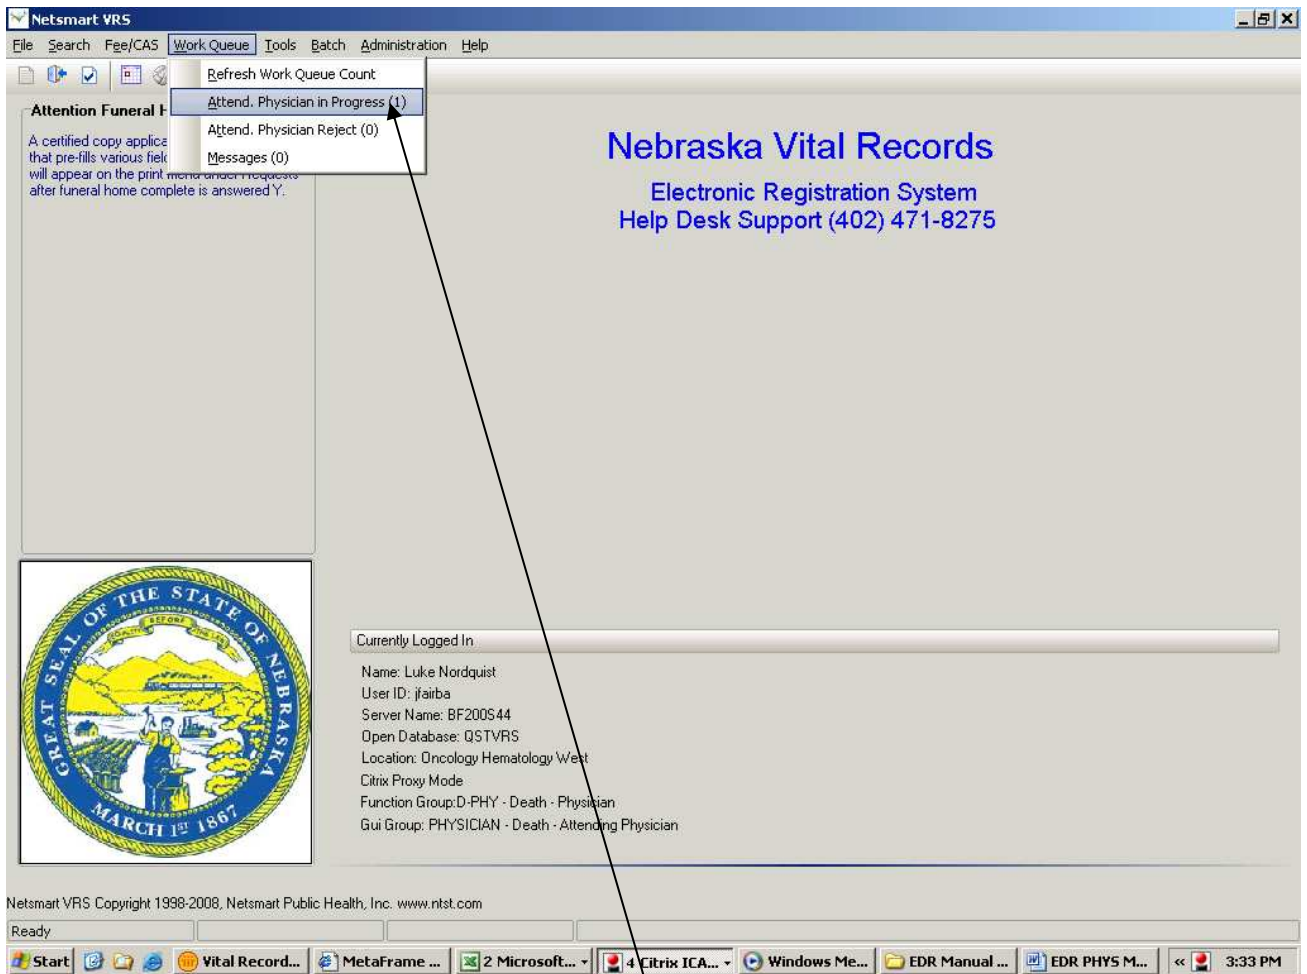 Netsmart VRS
File Search Fee/CAS Work Queue Tools Batch Administration Help
Refresh Work Queue Count
Attend. Physician in Progress (1)
Attend. Physician Reject (0)
Messages (0)
Attention Funeral
A certified copy
that pre-fills various
will appear on the print menu under
after funeral home complete is answered Y.
Nebraska Vital Records
Electronic Registration System
Help Desk Support (402) 471-8275
GREAT SEAL OF THE STATE OF NEBRASKA
EQUALITY BEFORE THE LAW
MARCH 1ST 1867
Currently Logged In
Name: Luke Nordquist
User ID: jfairba
Server Name: BF200S44
Open Database: QSTVRS
Location: Oncology Hematology West
Citrix Proxy Mode
Function Group:D-PHY - Death - Physician
Gui Group: PHYSICIAN - Death - Attending Physician
Netsmart VRS Copyright 1998-2008, Netsmart Public Health, Inc. www.ntst.com
Ready
Start Vital Record... MetaFrame ... 2 Microsoft... 4 Citrix ICA... Windows Me... EDR Manual ... EDR PHYS M... « 3:33 PM